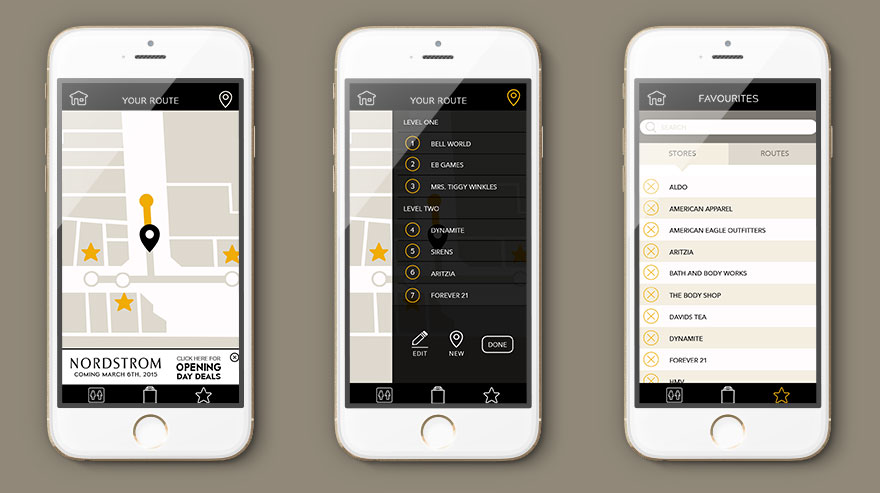 YOUR ROUTE
NORDSTROM
COMING MARCH 6TH, 2015
CLICK HERE FOR
OPENING
DAY DEALS
YOUR ROUTE
LEVEL ONE
1 BELL WORLD
2 EB GAMES
3 MRS. TIGGY WINKLES
LEVEL TWO
4 DYNAMITE
5 SIRENS
6 ARITZIA
7 FOREVER 21
EDIT
NEW
DONE
FAVOURITES
SEARCH
STORES ROUTES
ALDO
AMERICAN APPAREL
AMERICAN EAGLE OUTFITTERS
ARITZIA
BATH AND BODY WORKS
THE BODY SHOP
DAVIDS TEA
DYNAMITE
FOREVER 21
HMV